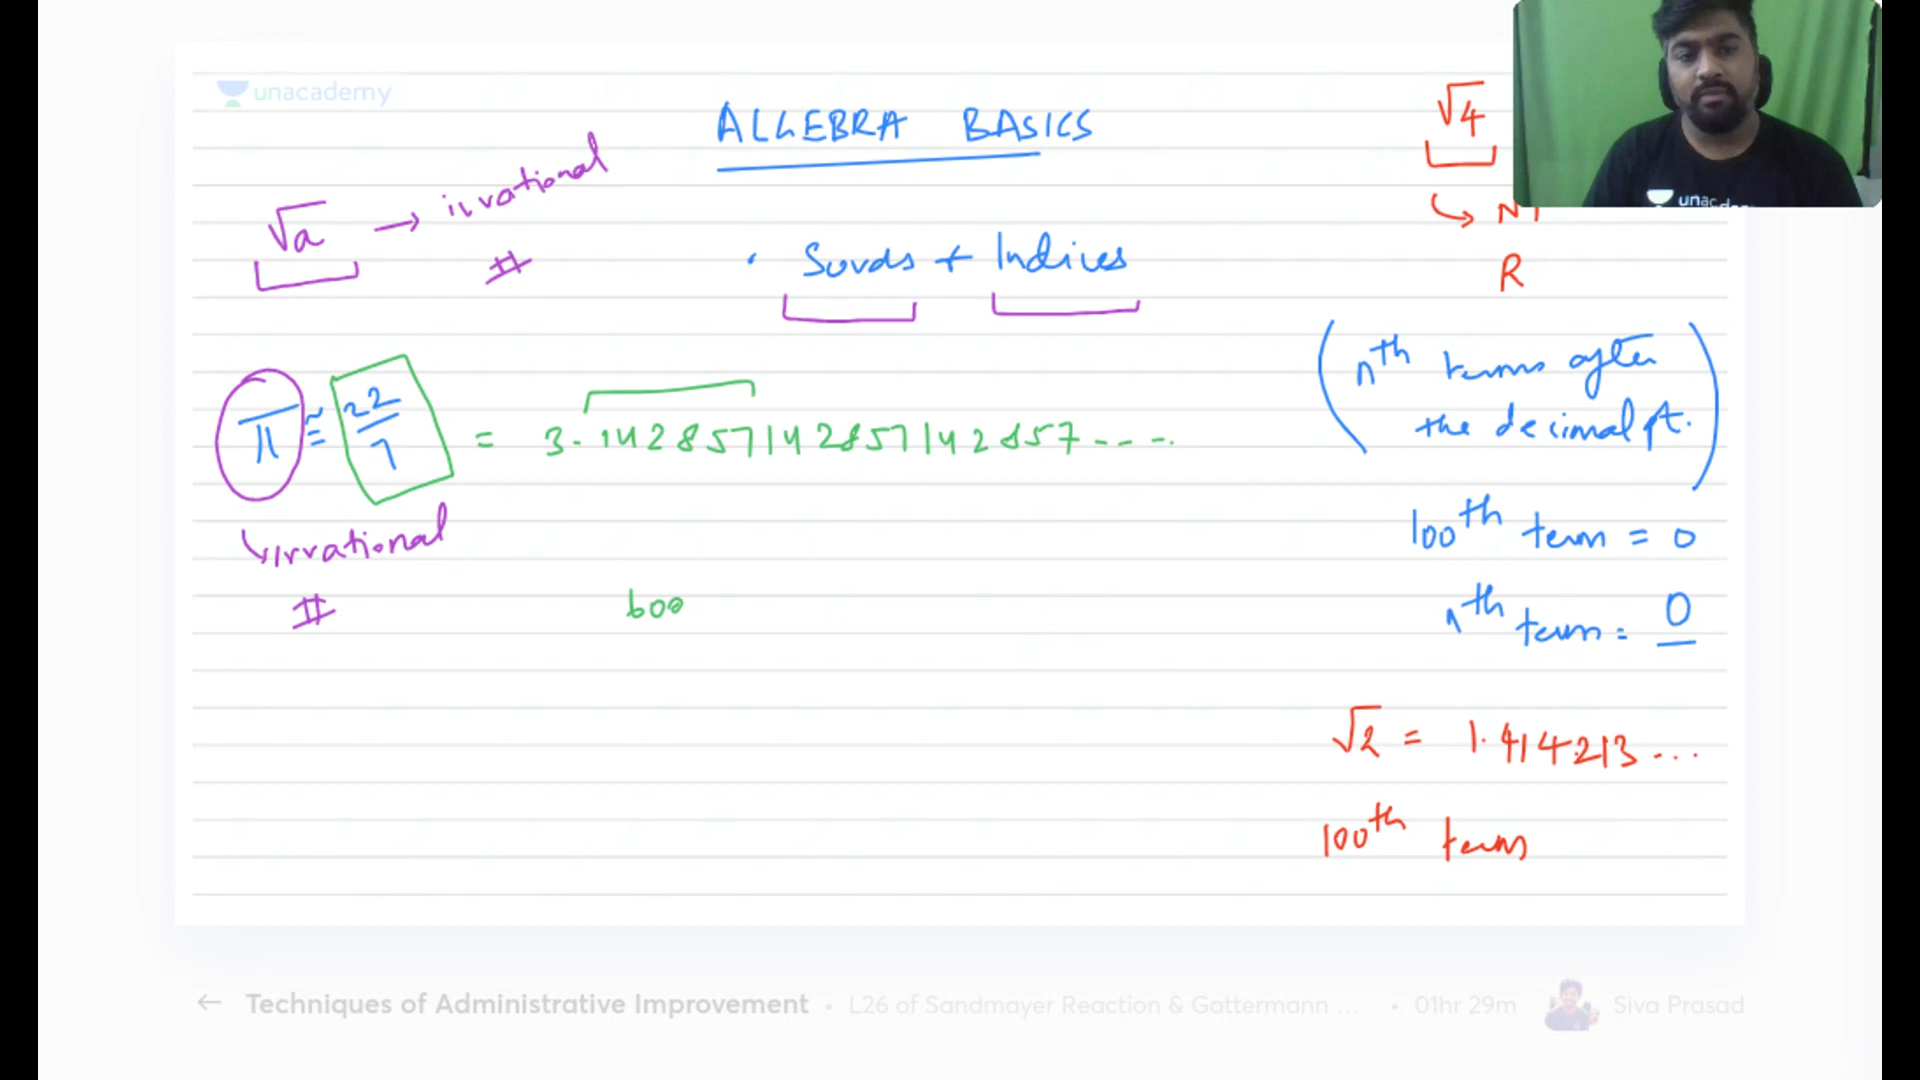 unacademy
ALGEBRA BASICS
√4
√a → irrational
R
• Surds + Indices
(nth terms after
the decimal pt.)
π ≅ 22/7 = 3.142857142857142857----
irrational
100th term = 0
600
nth term = 0
√2 = 1.414213...
100th term
← Techniques of Administrative Improvement • L26 of Sandmayer Reaction & Gattermann ... • 01hr 29m Siva Prasad